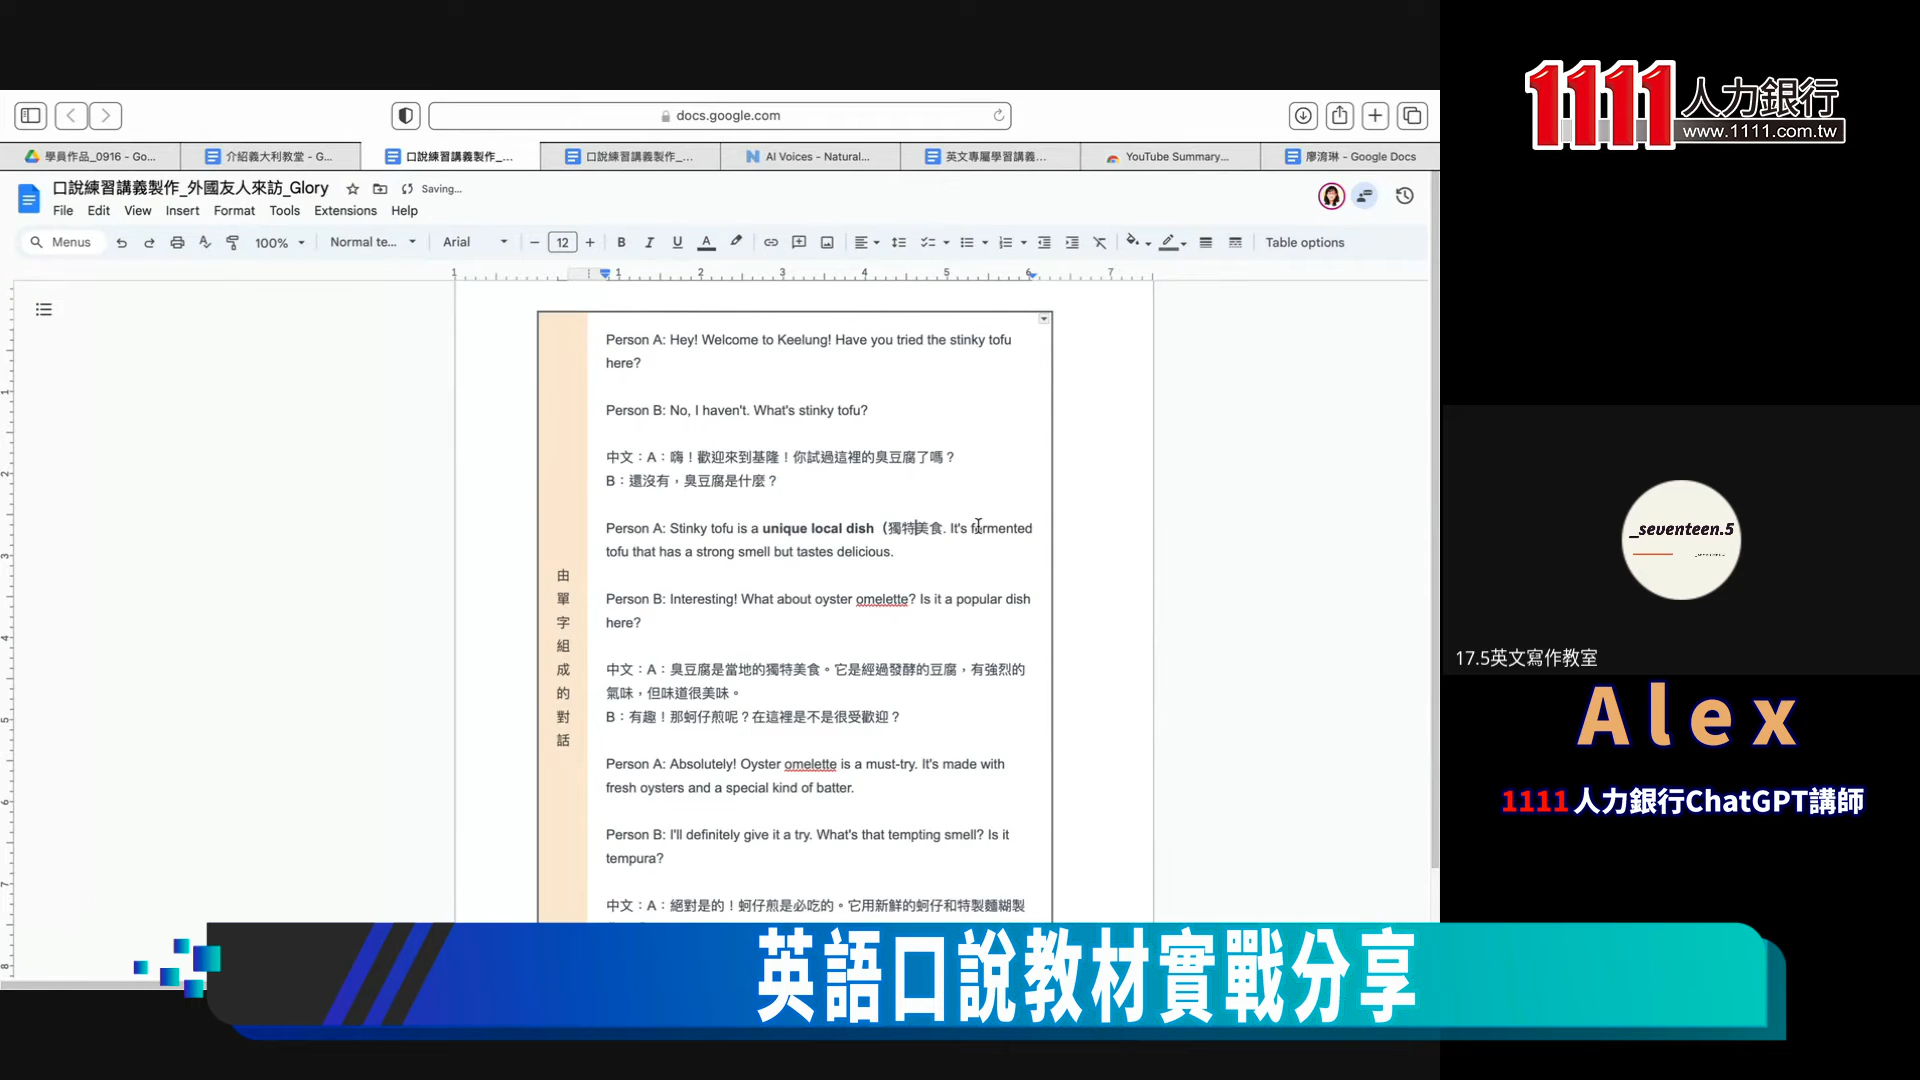 docs.google.com
學員作品_0916 - Go...
介紹義大利教堂 - G...
口說練習講義製作_...
口說練習講義製作_...
AI Voices - Natural...
英文專屬學習講義...
YouTube Summary...
廖淯琳 - Google Docs
口說練習講義製作_外國友人來訪_Glory
Saving...
File Edit View Insert Format Tools Extensions Help
Menus 100% Normal te... Arial 12 Table options
1 1 2 3 4 5 6 7
1
2
3
4
5
6
7
8
由單字組成的對話
Person A: Hey! Welcome to Keelung! Have you tried the stinky tofu
here?
Person B: No, I haven't. What's stinky tofu?
中文：A：嗨！歡迎來到基隆！你試過這裡的臭豆腐了嗎？
B：還沒有，臭豆腐是什麼？
Person A: Stinky tofu is a unique local dish（獨特美食. It's fermented
tofu that has a strong smell but tastes delicious.
Person B: Interesting! What about oyster omelette? Is it a popular dish
here?
中文：A：臭豆腐是當地的獨特美食。它是經過發酵的豆腐，有強烈的
氣味，但味道很美味。
B：有趣！那蚵仔煎呢？在這裡是不是很受歡迎？
Person A: Absolutely! Oyster omelette is a must-try. It's made with
fresh oysters and a special kind of batter.
Person B: I'll definitely give it a try. What's that tempting smell? Is it
tempura?
中文：A：絕對是的！蚵仔煎是必吃的。它用新鮮的蚵仔和特製麵糊製
英語口說教材實戰分享
1111人力銀行
www.1111.com.tw
_seventeen.5
17.5英文寫作教室
Alex
1111人力銀行ChatGPT講師